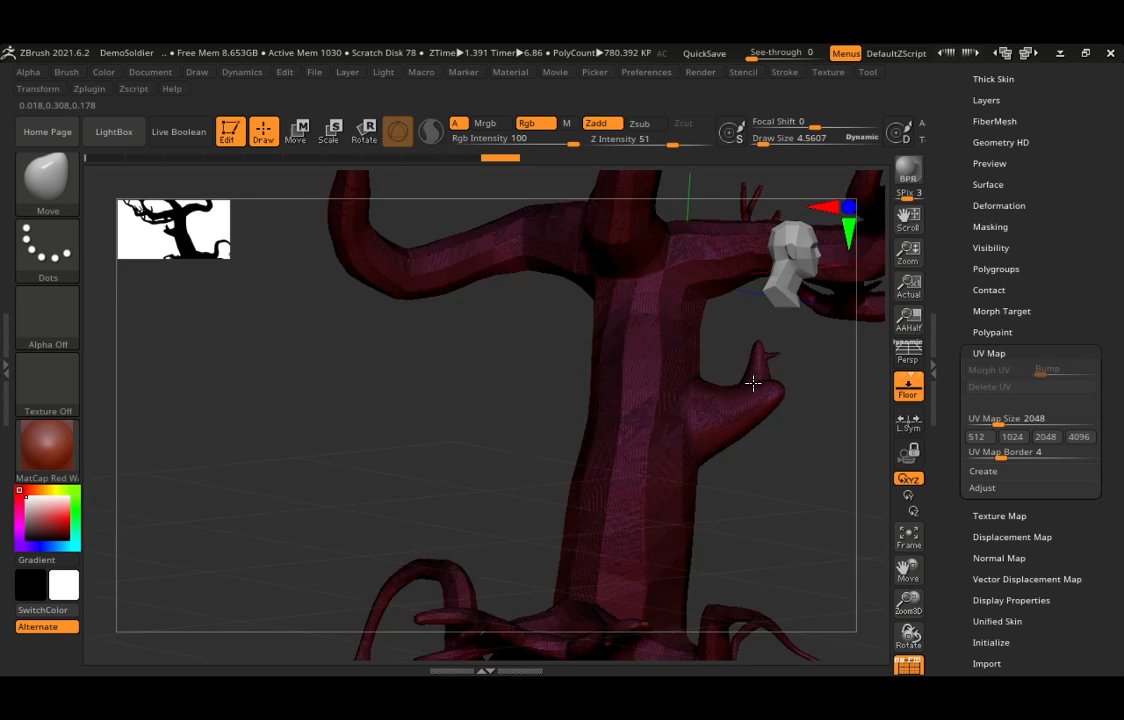 ZBrush 2021.6.2 DemoSoldier .. • Free Mem 8.653GB • Active Mem 1030 • Scratch Disk 78 • ZTime▶1.391 Timer▶6.86 • PolyCount▶780.392 KP AC QuickSave See-through 0 Menus DefaultZScript
Alpha Brush Color Document Draw Dynamics Edit File Layer Light Macro Marker Material Movie Picker Preferences Render Stencil Stroke Texture Tool
Transform Zplugin Zscript Help
0.018,0.308,0.178
Home Page LightBox Live Boolean Edit Draw Move Scale Rotate
A Mrgb Rgb M Zadd Zsub Zcut Focal Shift 0
Rgb Intensity 100 Z Intensity 51 Draw Size 4.5607 Dynamic
S D
Move
Dots
Alpha Off
Texture Off
MatCap Red Wa
Gradient
SwitchColor
Alternate
BPR
SPix 3
Scroll
Zoom
Actual
AAHalf
Dynamic
Persp
Floor
L.Sym
XYZ
Frame
Move
Zoom3D
Rotate
Thick Skin
Layers
FiberMesh
Geometry HD
Preview
Surface
Deformation
Masking
Visibility
Polygroups
Contact
Morph Target
Polypaint
UV Map
Morph UV Bump
Delete UV
UV Map Size 2048
512 1024 2048 4096
UV Map Border 4
Create
Adjust
Texture Map
Displacement Map
Normal Map
Vector Displacement Map
Display Properties
Unified Skin
Initialize
Import